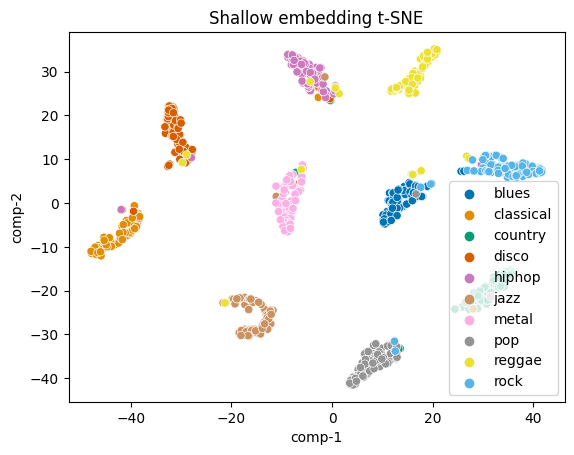 Shallow embedding t-SNE
comp-2
30
20
10
0
−10
−20
−30
−40
−40
−20
0
20
40
comp-1
blues
classical
country
disco
hiphop
jazz
metal
pop
reggae
rock